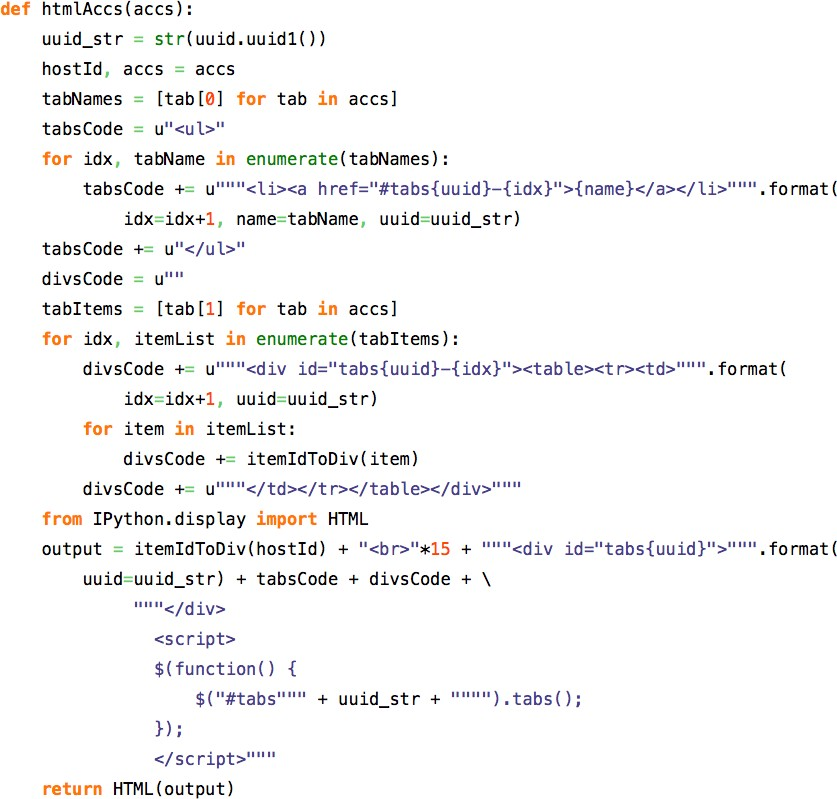 def htmlAccs(accs):
    uuid_str = str(uuid.uuid1())
    hostId, accs = accs
    tabNames = [tab[0] for tab in accs]
    tabsCode = u"<ul>"
    for idx, tabName in enumerate(tabNames):
        tabsCode += u"""<li><a href="#tabs{uuid}-{idx}">{name}</a></li>""".format(
            idx=idx+1, name=tabName, uuid=uuid_str)
    tabsCode += u"</ul>"
    divsCode = u""
    tabItems = [tab[1] for tab in accs]
    for idx, itemList in enumerate(tabItems):
        divsCode += u"""<div id="tabs{uuid}-{idx}"><table><tr><td>""".format(
            idx=idx+1, uuid=uuid_str)
        for item in itemList:
            divsCode += itemIdToDiv(item)
        divsCode += u"""</td></tr></table></div>"""
    from IPython.display import HTML
    output = itemIdToDiv(hostId) + "<br>"*15 + """<div id="tabs{uuid}">""".format(
        uuid=uuid_str) + tabsCode + divsCode + \
             """</div>
               <script>
               $(function() {
                   $("#tabs""" + uuid_str + """").tabs();
               });
               </script>"""
    return HTML(output)